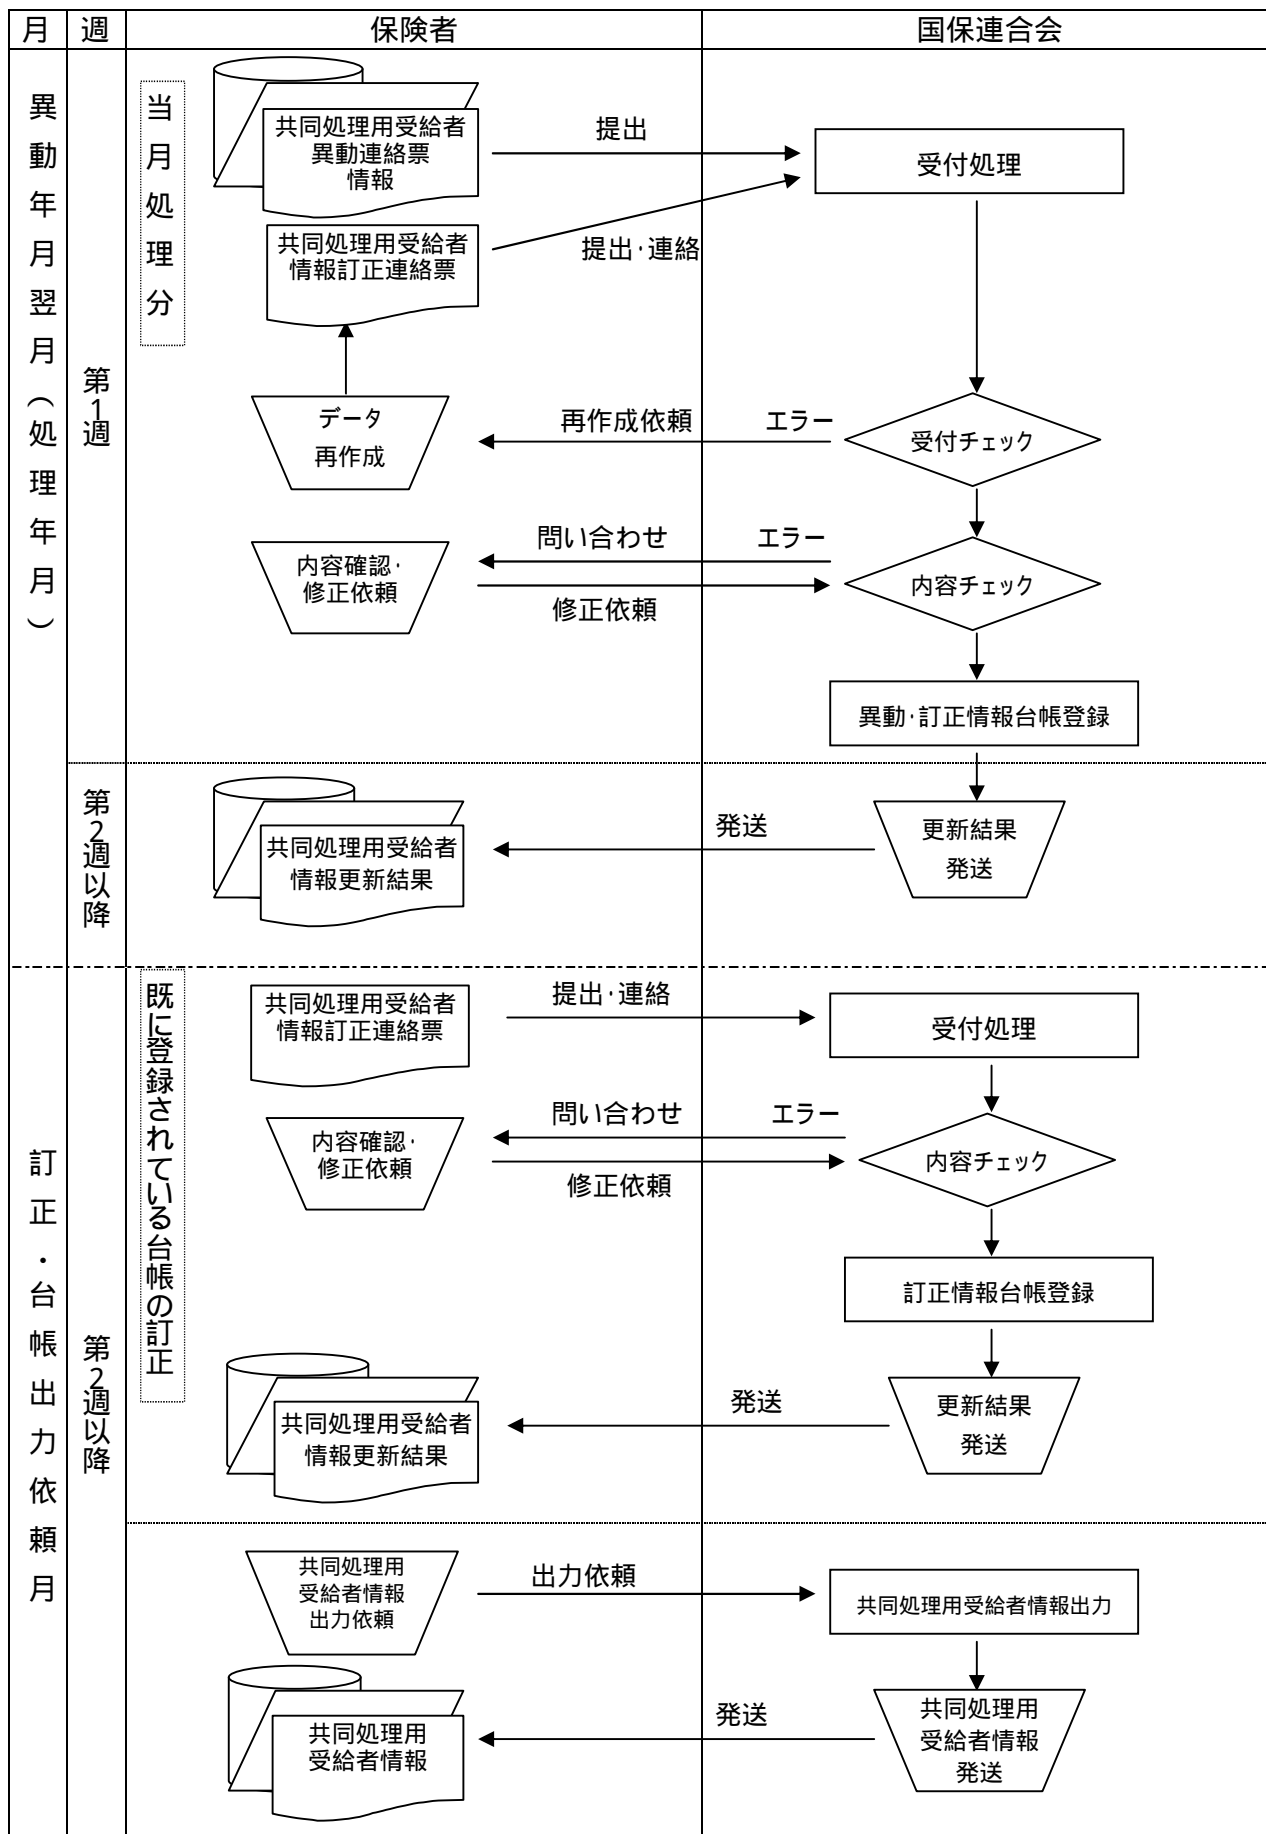 月
週
保険者
国保連合会
異動年月翌月（処理年月）
第1週
当月処理分
共同処理用受給者
異動連絡票
情報
提出
受付処理
共同処理用受給者
情報訂正連絡票
提出・連絡
データ
再作成
再作成依頼
エラー
受付チェック
内容確認・
修正依頼
問い合わせ
エラー
修正依頼
内容チェック
異動・訂正情報台帳登録
第2週以降
共同処理用受給者
情報更新結果
発送
更新結果
発送
訂正・台帳出力依頼月
第2週以降
既に登録されている台帳の訂正
共同処理用受給者
情報訂正連絡票
提出・連絡
受付処理
内容確認・
修正依頼
問い合わせ
エラー
修正依頼
内容チェック
訂正情報台帳登録
共同処理用受給者
情報更新結果
発送
更新結果
発送
共同処理用
受給者情報
出力依頼
出力依頼
共同処理用受給者情報出力
共同処理用
受給者情報
発送
共同処理用
受給者情報
発送